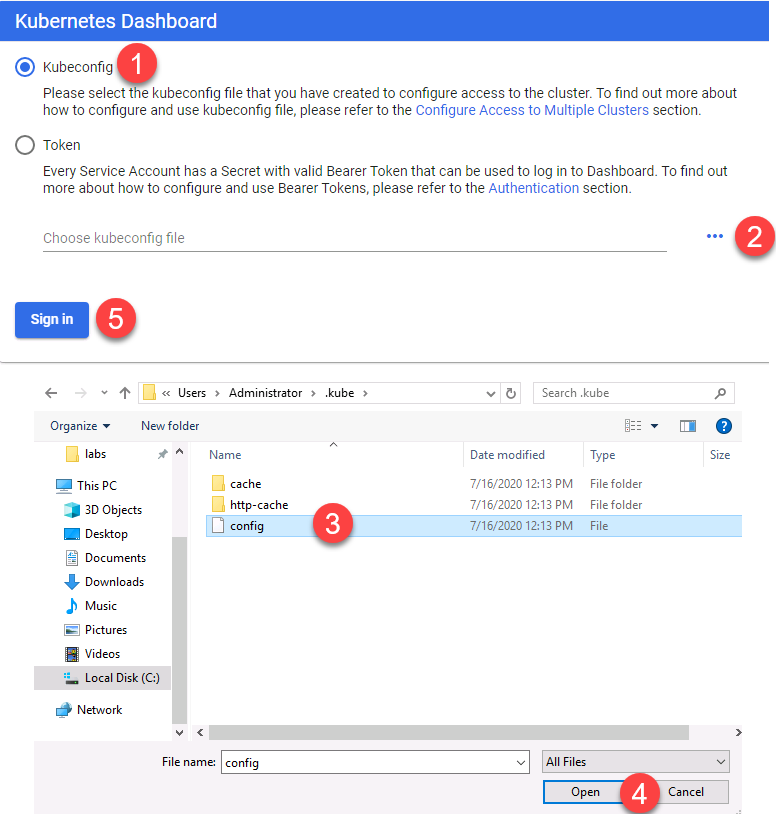 Kubernetes Dashboard
Kubeconfig 1
Please select the kubeconfig file that you have created to configure access to the cluster. To find out more about
how to configure and use kubeconfig file, please refer to the Configure Access to Multiple Clusters section.
Token
Every Service Account has a Secret with valid Bearer Token that can be used to log in to Dashboard. To find out
more about how to configure and use Bearer Tokens, please refer to the Authentication section.
Choose kubeconfig file ••• 2
Sign in 5
« Users > Administrator > .kube > Search .kube
Organize New folder ?
labs Name Date modified Type Size
cache 7/16/2020 12:13 PM File folder
This PC
http-cache 7/16/2020 12:13 PM File folder
3D Objects
config 3 7/16/2020 12:13 PM File
Desktop
Documents
Downloads
Music
Pictures
Videos
Local Disk (C:)
Network
File name: config All Files
Open 4 Cancel